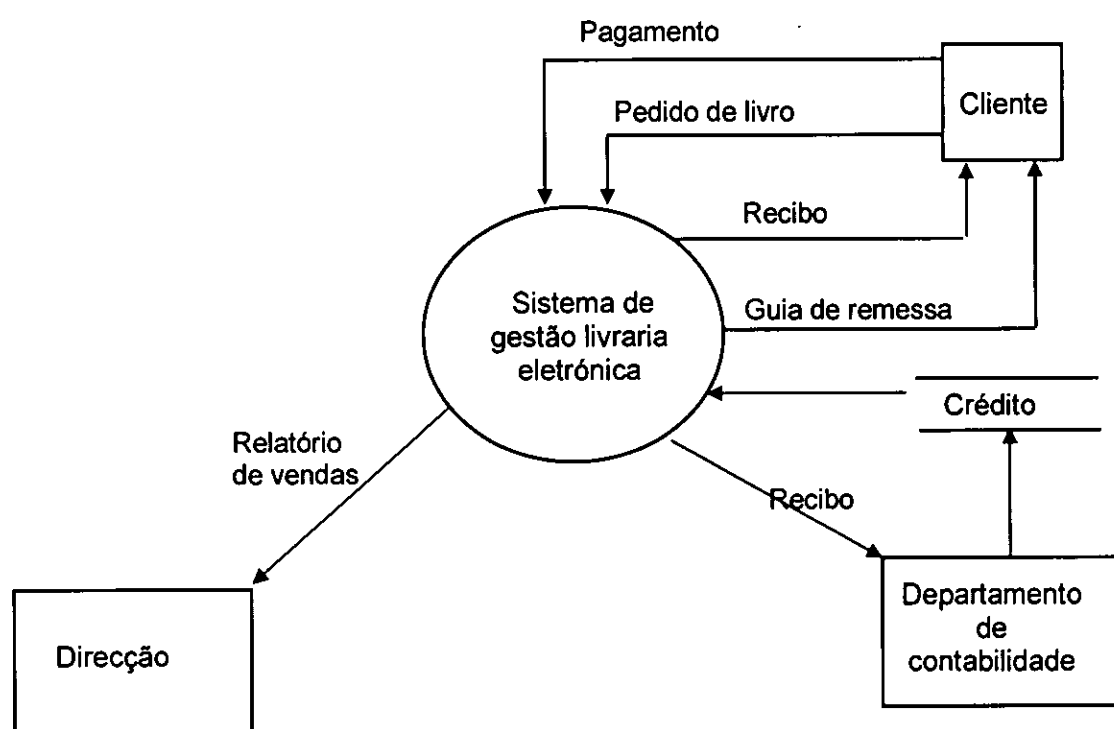 Pagamento
Cliente
Pedido de livro
Recibo
Sistema de
gestão livraria
eletrónica
Guia de remessa
Crédito
Relatório
de vendas
Recibo
Departamento
de
contabilidade
Direcção